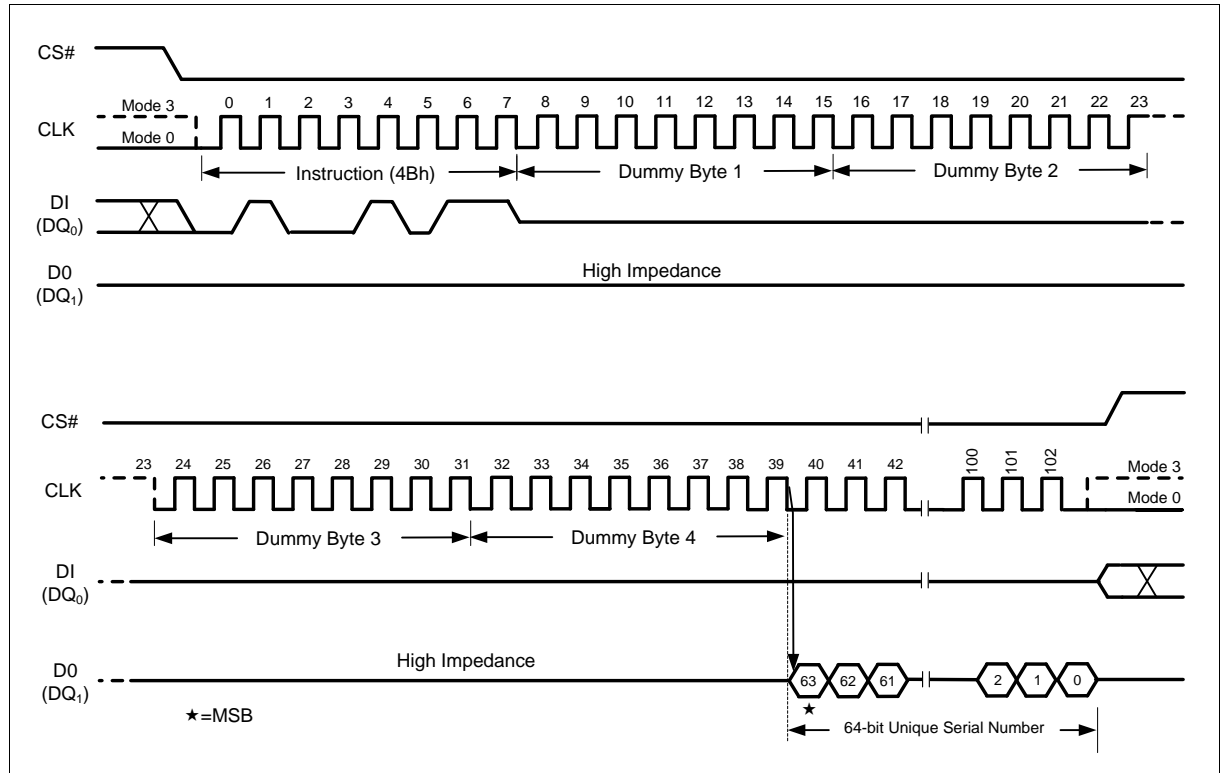 CS#
Mode 3
0 1 2 3 4 5 6 7 8 9 10 11 12 13 14 15 16 17 18 19 20 21 22 23
CLK
Mode 0
Instruction (4Bh) Dummy Byte 1 Dummy Byte 2
DI
(DQ0)
D0
(DQ1)
High Impedance
CS#
23 24 25 26 27 28 29 30 31 32 33 34 35 36 37 38 39 40 41 42 100 101 102
Mode 3
CLK
Mode 0
Dummy Byte 3 Dummy Byte 4
DI
(DQ0)
D0
(DQ1)
High Impedance
63 62 61 2 1 0
★=MSB
★
64-bit Unique Serial Number